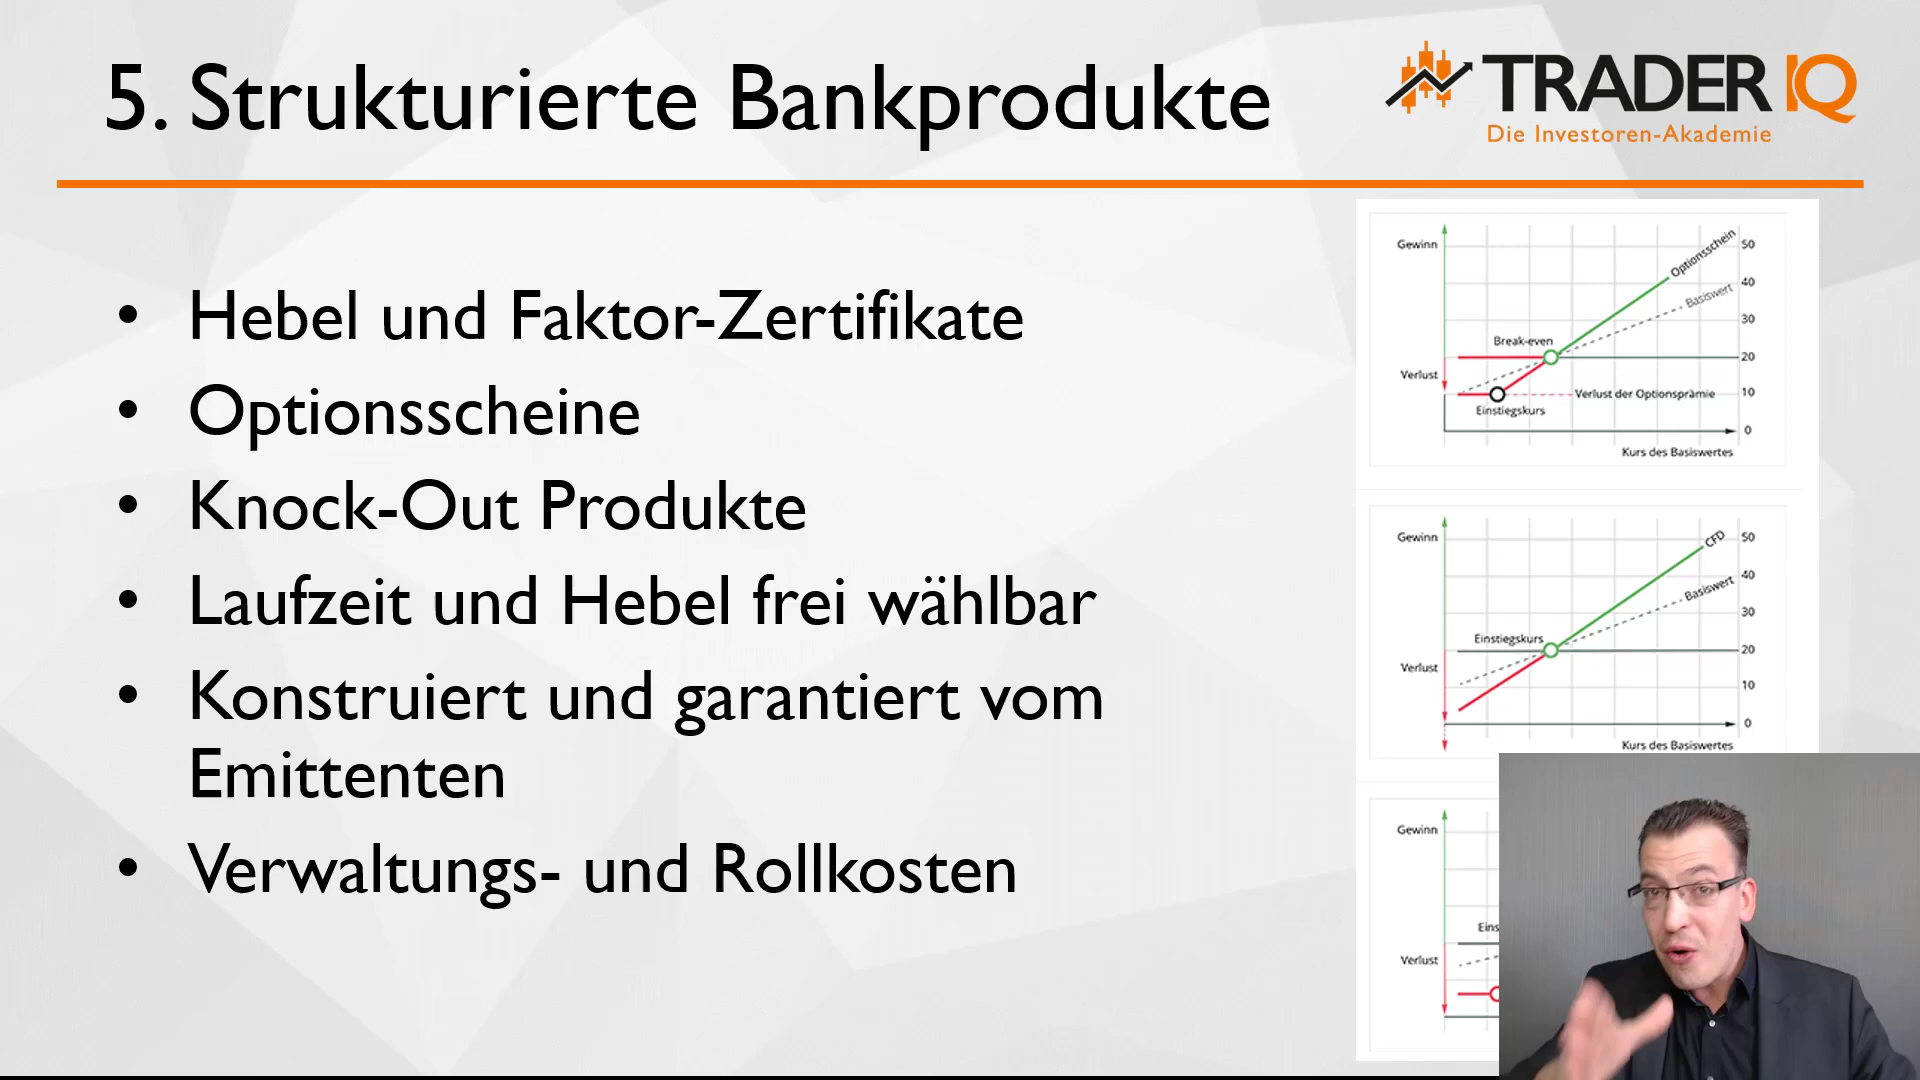 5. Strukturierte Bankprodukte
TRADER IQ
Die Investoren-Akademie
• Hebel und Faktor-Zertifikate
• Optionsscheine
• Knock-Out Produkte
• Laufzeit und Hebel frei wählbar
• Konstruiert und garantiert vom
Emittenten
• Verwaltungs- und Rollkosten
Gewinn
Optionsschein
50
40
Basiswert
30
Break-even
20
Verlust
Verlust der Optionsprämie
10
Einstiegskurs
0
Kurs des Basiswertes
Gewinn
CFD
50
40
Basiswert
30
Einstiegskurs
20
Verlust
10
0
Kurs des Basiswertes
Gewinn
Eins
Verlust